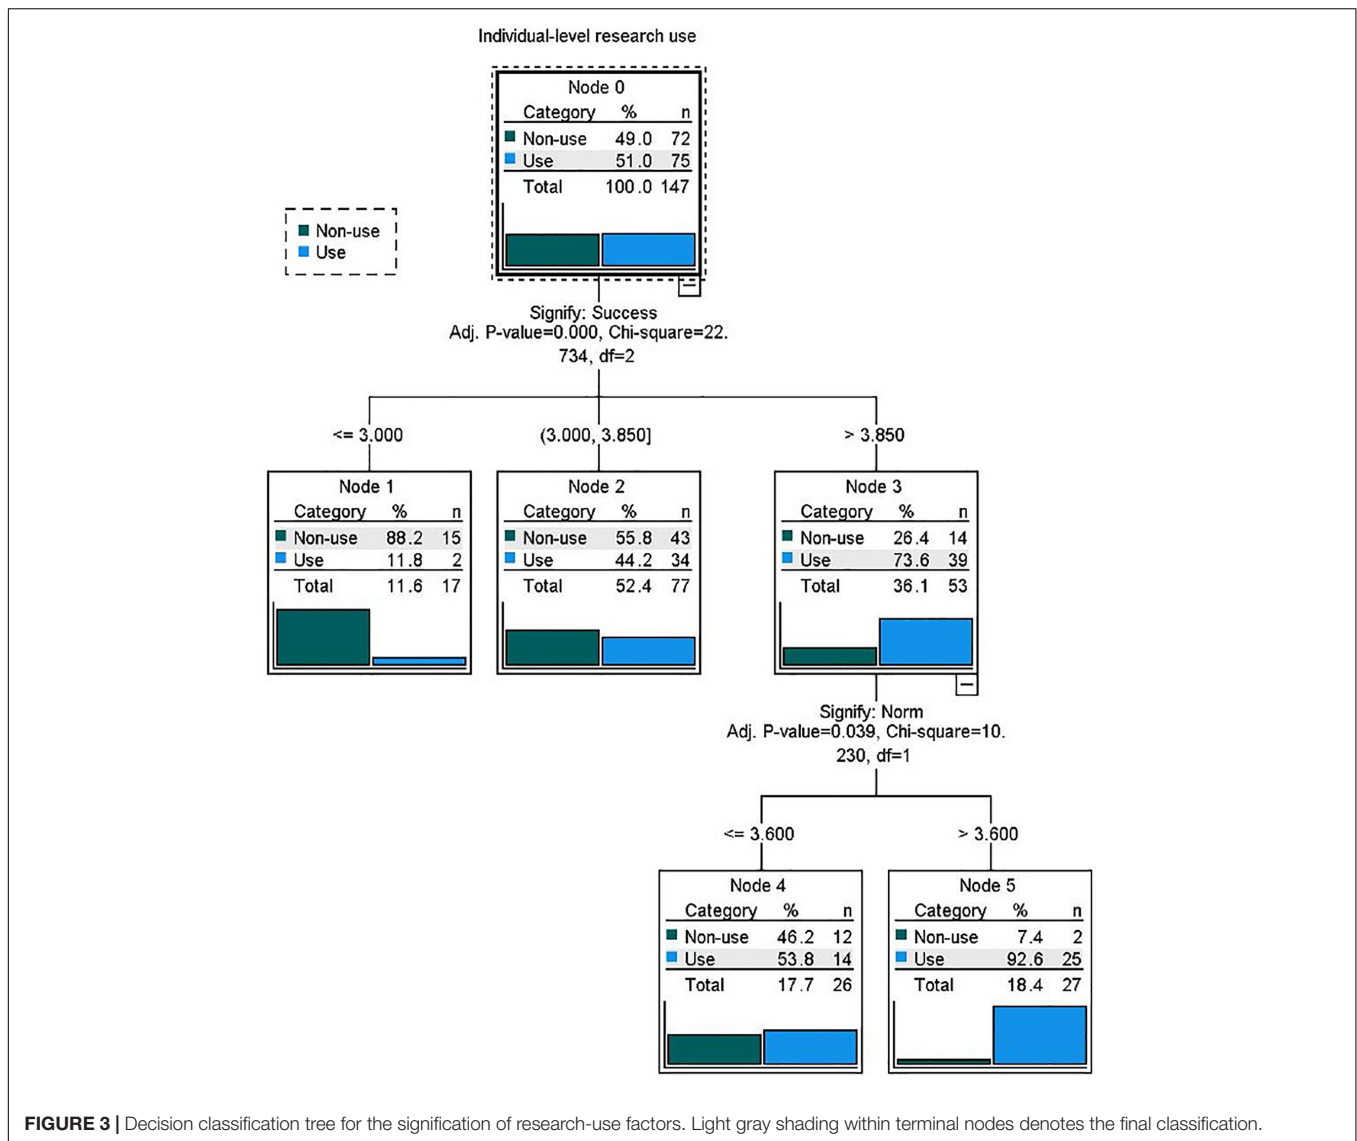 Individual-level research use
Node 0
Category % n
Non-use 49.0 72
Use 51.0 75
Total 100.0 147
Non-use
Use
Signify: Success
Adj. P-value=0.000, Chi-square=22.
734, df=2
<= 3.000
(3.000, 3.850]
> 3.850
Node 1
Category % n
Non-use 88.2 15
Use 11.8 2
Total 11.6 17
Node 2
Category % n
Non-use 55.8 43
Use 44.2 34
Total 52.4 77
Node 3
Category % n
Non-use 26.4 14
Use 73.6 39
Total 36.1 53
Signify: Norm
Adj. P-value=0.039, Chi-square=10.
230, df=1
<= 3.600
> 3.600
Node 4
Category % n
Non-use 46.2 12
Use 53.8 14
Total 17.7 26
Node 5
Category % n
Non-use 7.4 2
Use 92.6 25
Total 18.4 27
FIGURE 3 | Decision classification tree for the signification of research-use factors. Light gray shading within terminal nodes denotes the final classification.